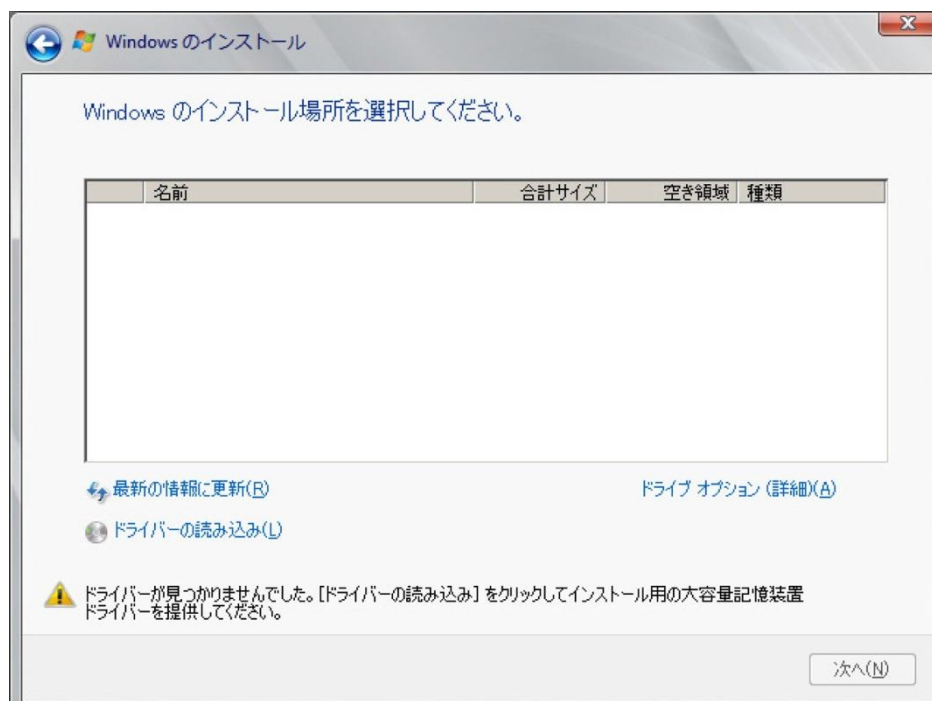 Windows のインストール
Windows のインストール場所を選択してください。
名前 合計サイズ 空き領域 種類
最新の情報に更新(R) ドライブ オプション (詳細)(A)
ドライバーの読み込み(L)
ドライバーが見つかりませんでした。[ドライバーの読み込み] をクリックしてインストール用の大容量記憶装置
ドライバーを提供してください。
次へ(N)